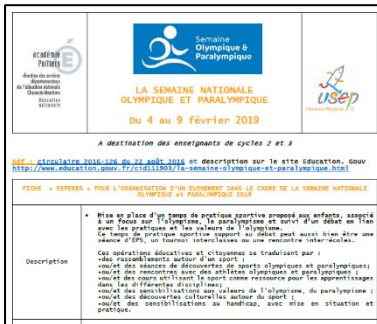 académie
Poitiers
direction des services
départementaux
de l'éducation nationale
Charente-Maritime
Éducation
nationale
Semaine
Olympique &
Paralympique
LA SEMAINE NATIONALE
OLYMPIQUE ET PARALYMPIQUE
Du 4 au 9 février 2019
usep
Charente Maritime
A destination des enseignants de cycles 2 et 3
Réf : circulaire 2016-126 du 22 août 2016 et description sur le site Education. Gouv
http://www.education.gouv.fr/cid111903/la-semaine-olympique-et-paralympique.html
FICHE « REPERES » POUR L'ORGANISATION D'UN EVENEMENT DANS LE CADRE DE LA SEMAINE NATIONALE
OLYMPIQUE et PARALYMPIQUE 2019
Description
• Mise en place d'un temps de pratique sportive proposé aux enfants, associé
à un focus sur l'olympisme, le paralympisme et suivi d'un débat en lien
avec les pratiques et les valeurs de l'olympisme.
Ce temps de pratique sportive support au débat peut aussi bien être une
séance d'EPS, un tournoi interclasses ou une rencontre inter-écoles.
Ces opérations éducatives et citoyennes se traduisent par :
-des rassemblements autour d'un sport ;
-ou/et des séances de découvertes de sports olympiques et paralympiques;
-ou/et des rencontres avec des athlètes olympiques et paralympiques ;
-ou/et des cours utilisant le sport comme ressource pour les apprentissages
dans les différentes disciplines;
-ou/et des sensibilisations aux valeurs de l'olympisme, du paralympisme ;
-ou/et des découvertes culturelles autour du sport ;
-ou/et des sensibilisations au handicap, avec mise en situation et
pratique.